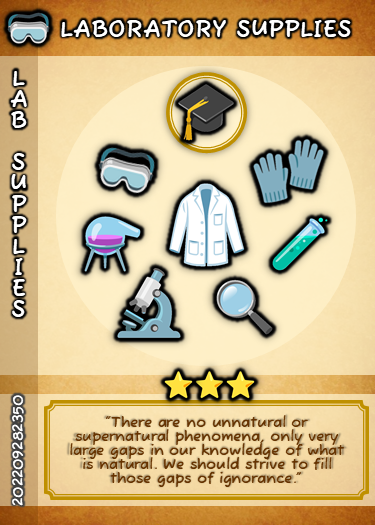 LABORATORY SUPPLIES
LAB SUPPLIES
202209282350
"There are no unnatural or
supernatural phenomena, only very
large gaps in our knowledge of what
is natural. We should strive to fill
those gaps of ignorance."